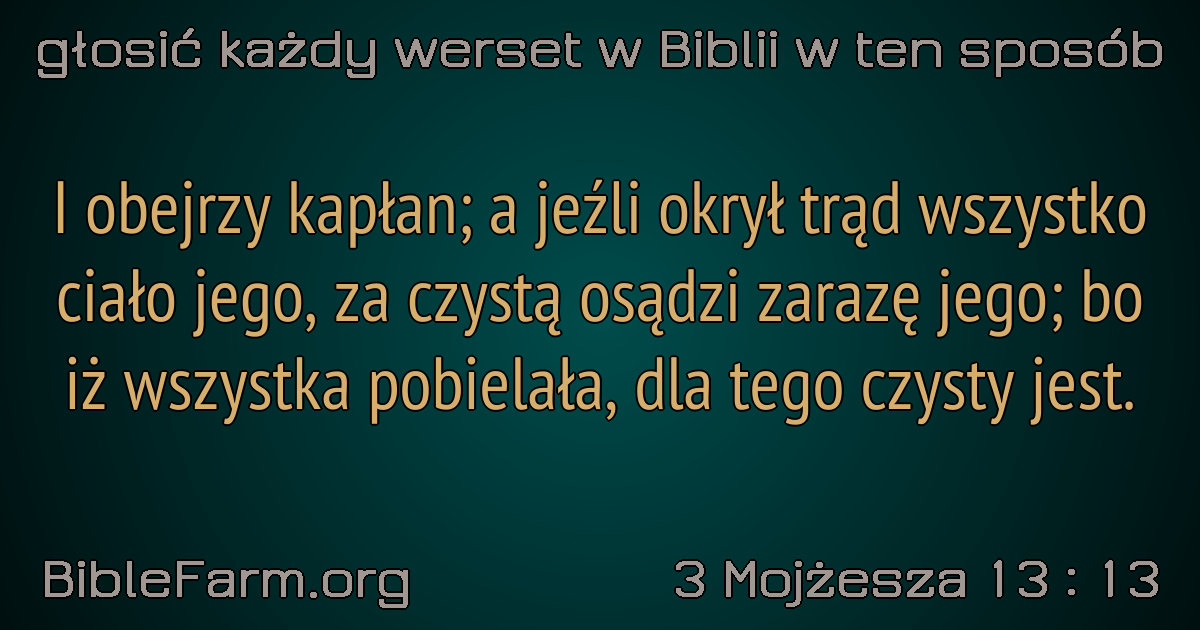 głosić każdy werset w Biblii w ten sposób
I obejrzy kapłan; a jeźli okrył trąd wszystko
ciało jego, za czystą osądzi zarazę jego; bo
iż wszystka pobielała, dla tego czysty jest.
BibleFarm.org
3 Mojżesza 13 : 13